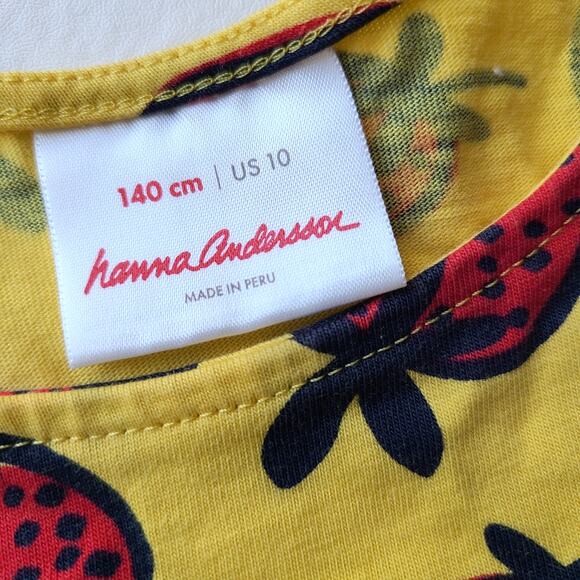 140 cm | US 10
hanna Andersson
MADE IN PERU